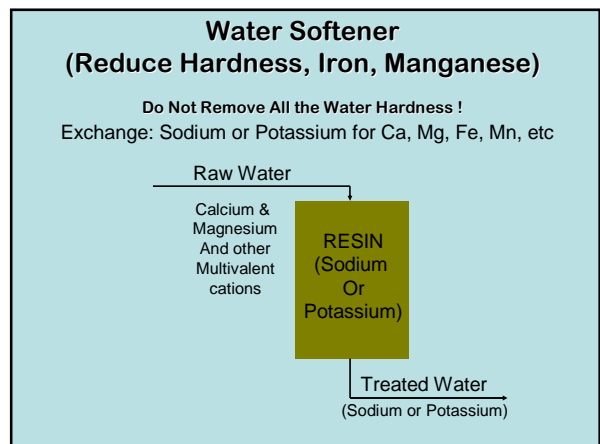 Water Softener
(Reduce Hardness, Iron, Manganese)
Do Not Remove All the Water Hardness !
Exchange: Sodium or Potassium for Ca, Mg, Fe, Mn, etc
Raw Water
Calcium &
Magnesium
And other
Multivalent
cations
RESIN
(Sodium
Or
Potassium)
Treated Water
(Sodium or Potassium)